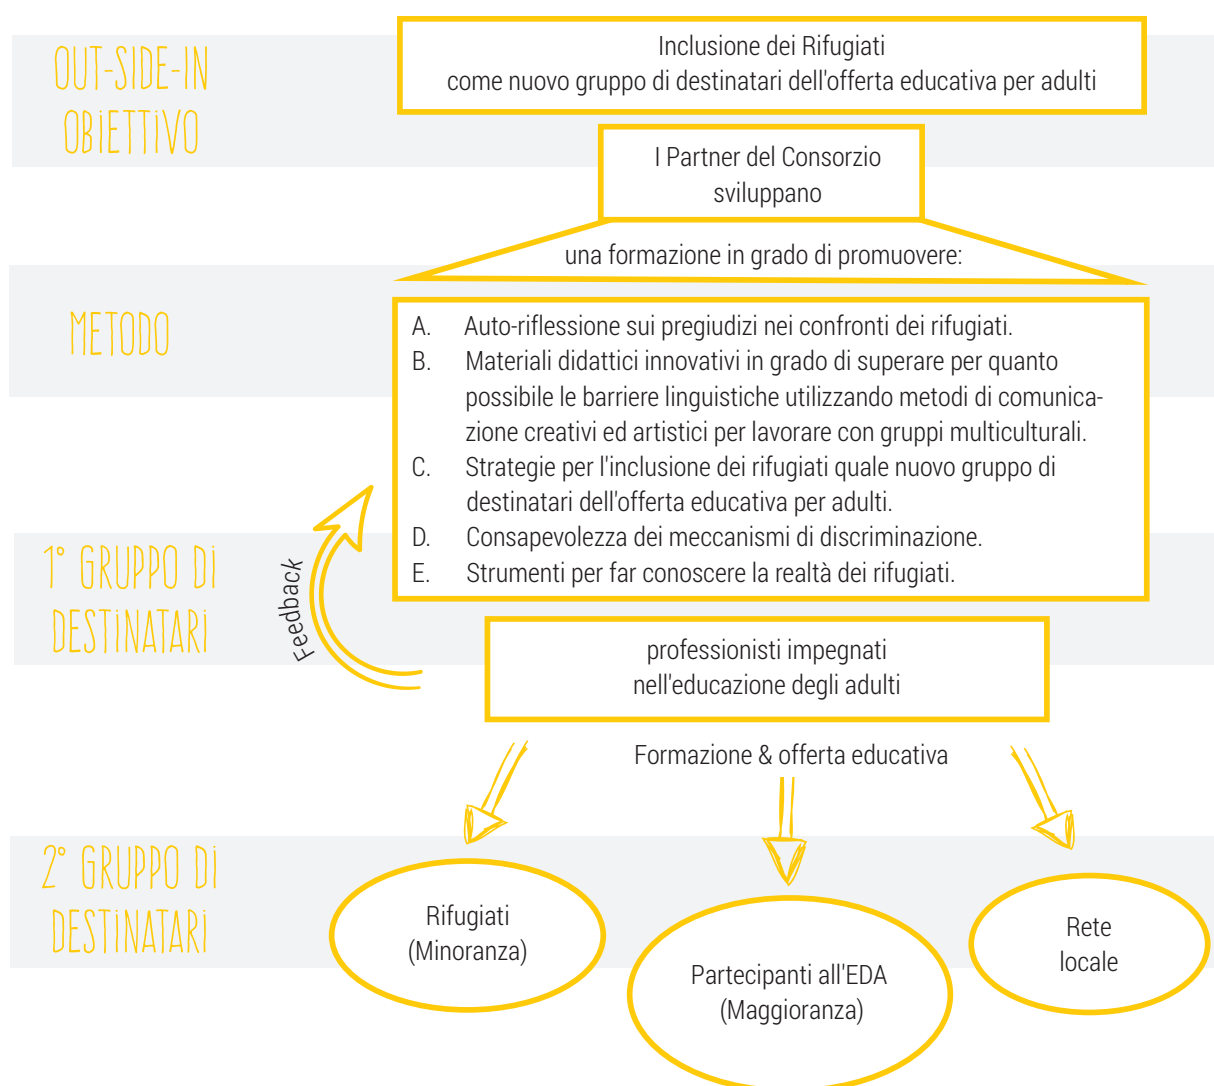 OUT-SIDE-IN
OBiETTiVO
Inclusione dei Rifugiati
come nuovo gruppo di destinatari dell'offerta educativa per adulti
I Partner del Consorzio
sviluppano
una formazione in grado di promuovere:
METODO
A. Auto-riflessione sui pregiudizi nei confronti dei rifugiati.
B. Materiali didattici innovativi in grado di superare per quanto
possibile le barriere linguistiche utilizzando metodi di comunica-
zione creativi ed artistici per lavorare con gruppi multiculturali.
C. Strategie per l'inclusione dei rifugiati quale nuovo gruppo di
destinatari dell'offerta educativa per adulti.
D. Consapevolezza dei meccanismi di discriminazione.
E. Strumenti per far conoscere la realtà dei rifugiati.
Feedback
1° GRUPPO Di
DESTiNATARi
professionisti impegnati
nell'educazione degli adulti
Formazione & offerta educativa
2° GRUPPO Di
DESTiNATARi
Rifugiati
(Minoranza)
Partecipanti all'EDA
(Maggioranza)
Rete
locale